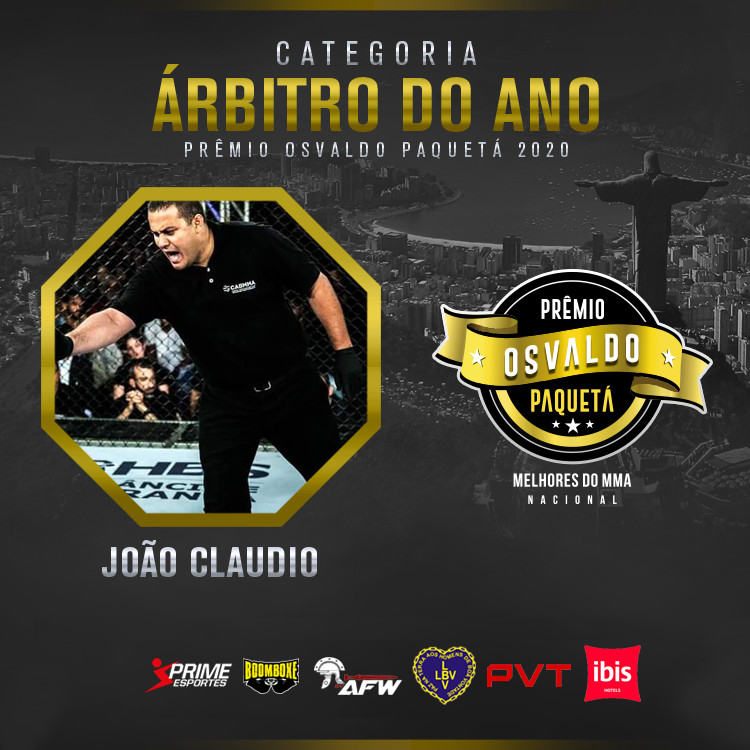 CATEGORIA
ÁRBITRO DO ANO
PRÊMIO OSVALDO PAQUETÁ 2020
CABMMA
PRÊMIO
OSVALDO
PAQUETÁ
MELHORES DO MMA
NACIONAL
JOÃO CLAUDIO
PRIME
ESPORTES
BOOMBOXE
AFW
LBV
PVT
ibis
HOTELS